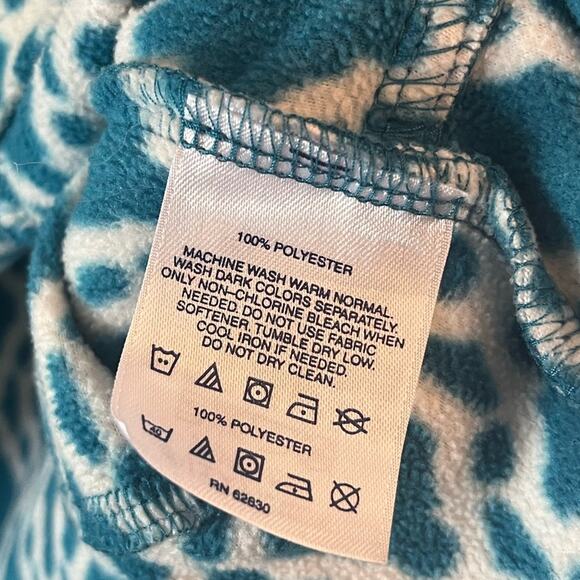 100% POLYESTER
MACHINE WASH WARM NORMAL.
WASH DARK COLORS SEPARATELY.
ONLY NON-CHLORINE BLEACH WHEN
NEEDED. DO NOT USE FABRIC
SOFTENER. TUMBLE DRY LOW.
COOL IRON IF NEEDED.
DO NOT DRY CLEAN.
100% POLYESTER
40
RN 62830